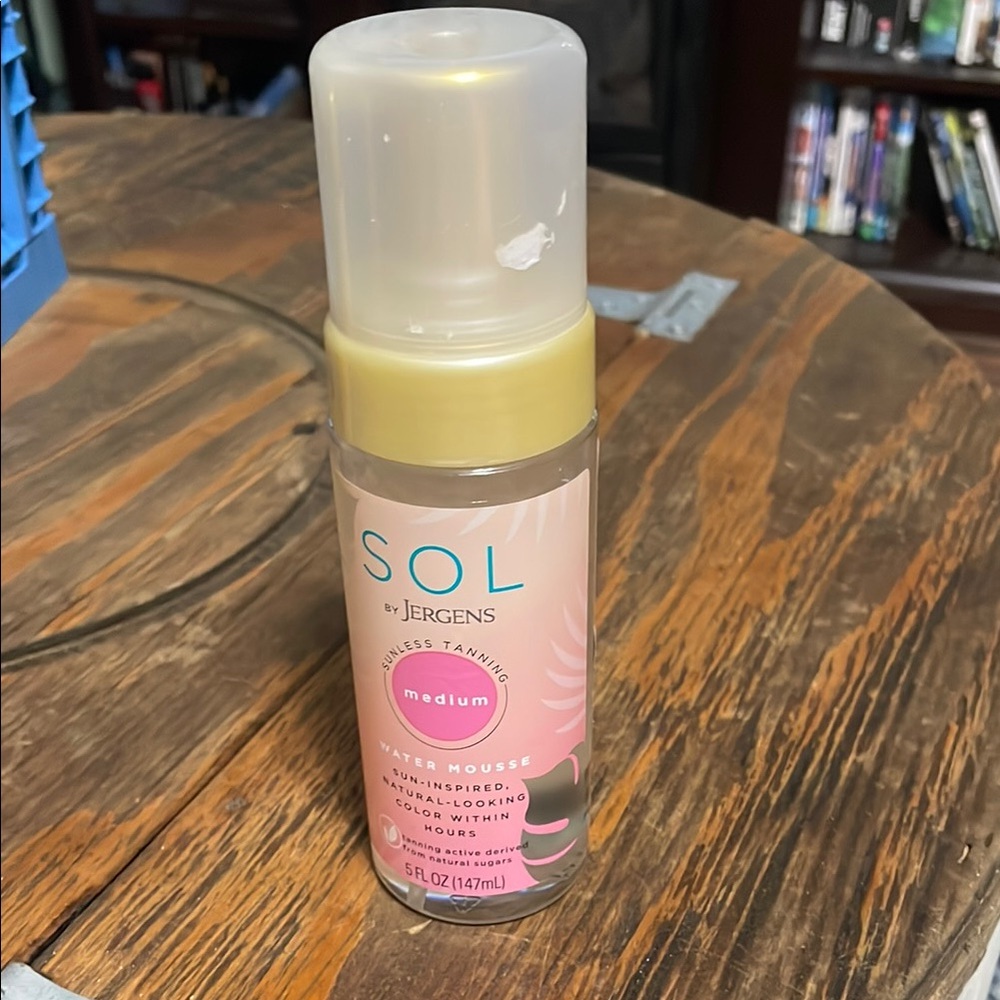 SOL
BY JERGENS
SUNLESS TANNING
medium
WATER MOUSSE
SUN-INSPIRED,
NATURAL-LOOKING
COLOR WITHIN
HOURS
tanning active derived
from natural sugars
5 FL OZ (147mL)